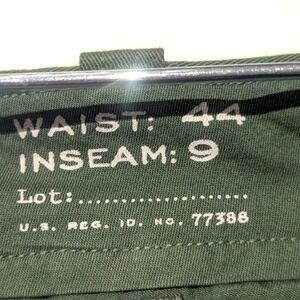 WAIST: 44
INSEAM: 9
Lot:......................
U.S. REG. ID. NO. 77388